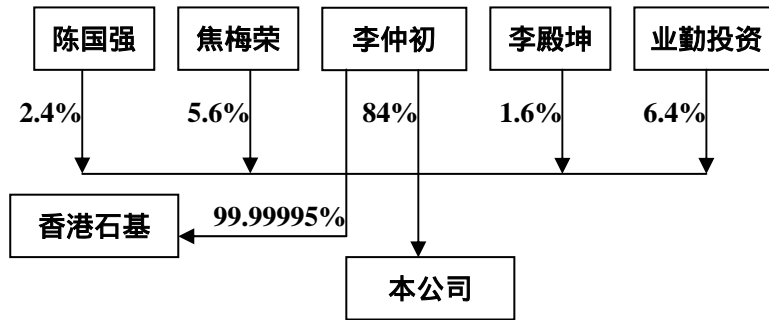 陈国强 焦梅荣 李仲初 李殿坤 业勤投资
2.4% 5.6% 84% 1.6% 6.4%
香港石基 99.99995%
本公司